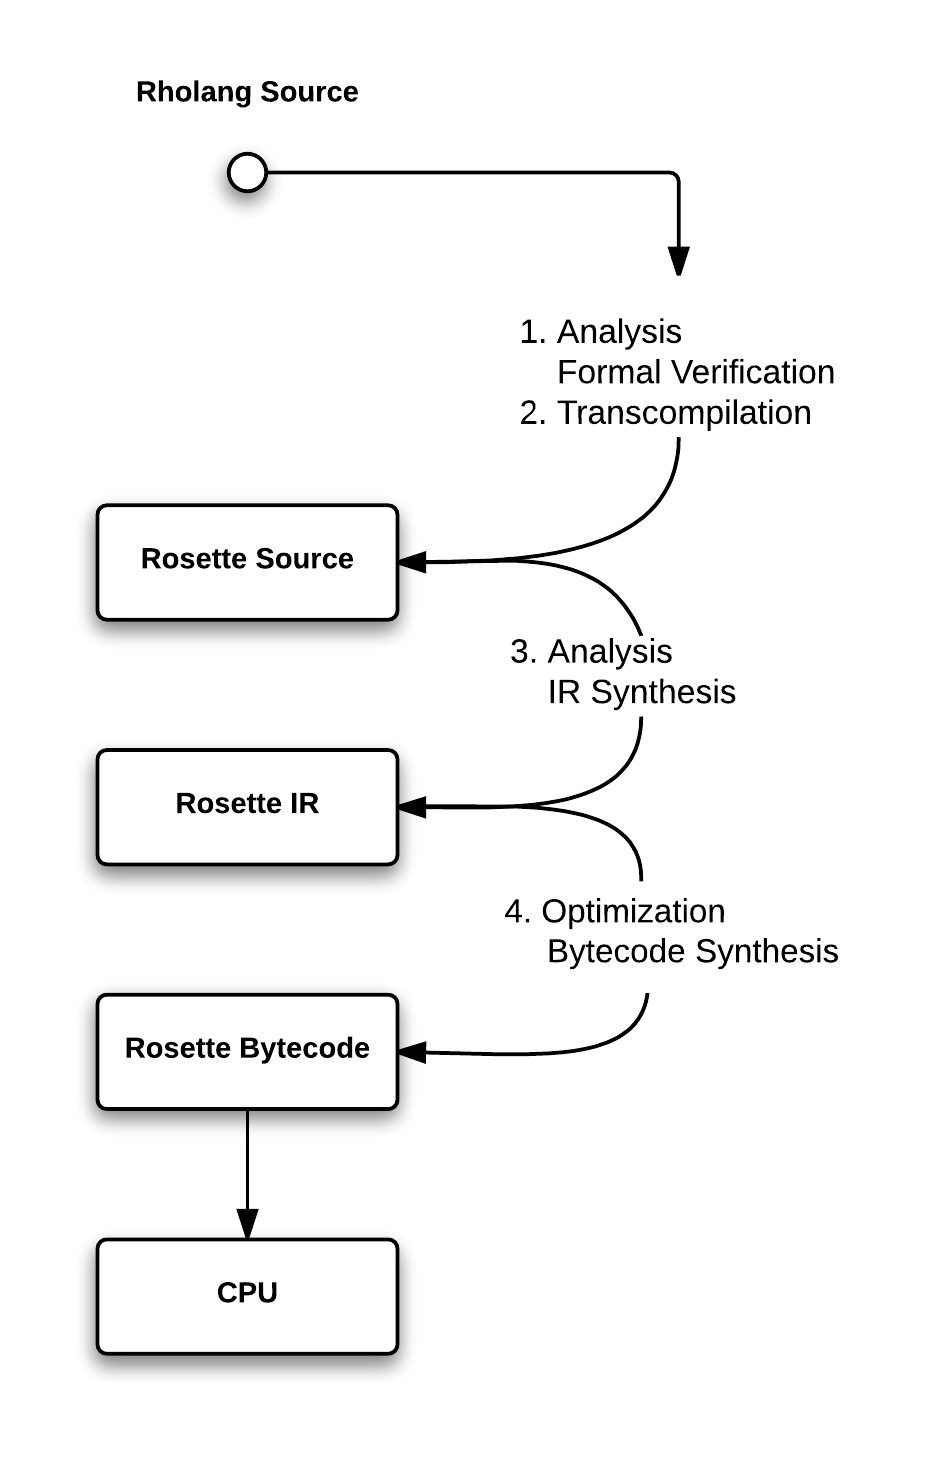 Rholang Source
1. Analysis
Formal Verification
2. Transcompilation
Rosette Source
3. Analysis
IR Synthesis
Rosette IR
4. Optimization
Bytecode Synthesis
Rosette Bytecode
CPU